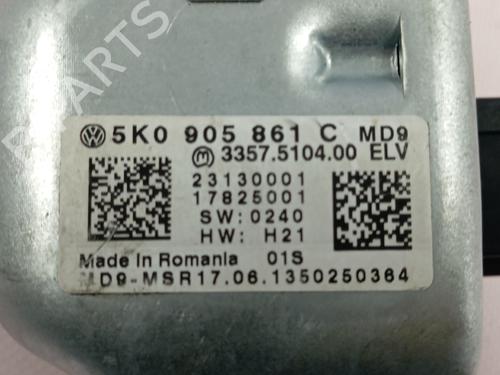 PARTS
5K0 905 861 C MD9
3357.5104.00 ELV
23130001
17825001
SW:0240
HW: H21
Made in Romania 01S
MD9-MSR17.06.1350250364